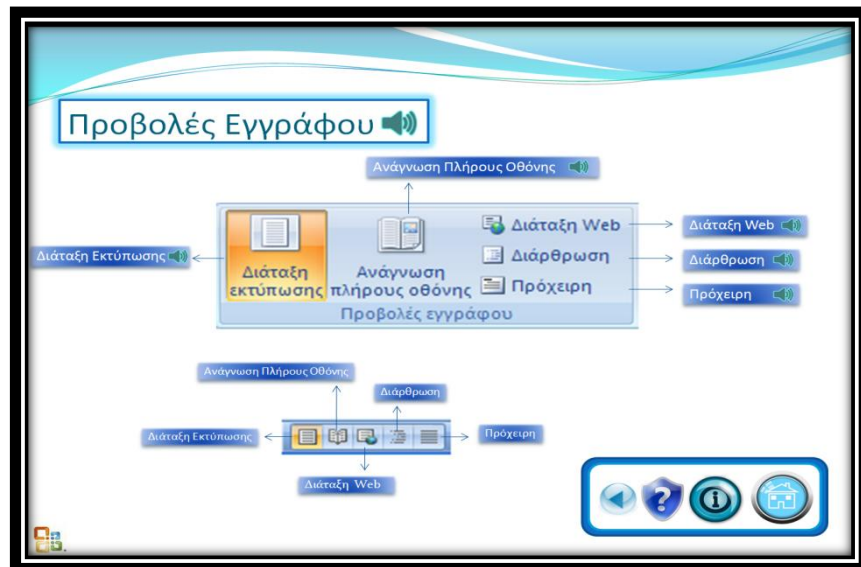 Προβολές Εγγράφου
Ανάγνωση Πλήρους Οθόνης
Διάταξη Εκτύπωσης
Διάταξη εκτύπωσης
Ανάγνωση πλήρους οθόνης
Διάταξη Web
Διάρθρωση
Πρόχειρη
Προβολές εγγράφου
Διάταξη Web
Διάρθρωση
Πρόχειρη
Ανάγνωση Πλήρους Οθόνης
Διάρθρωση
Διάταξη Εκτύπωσης
Πρόχειρη
Διάταξη Web